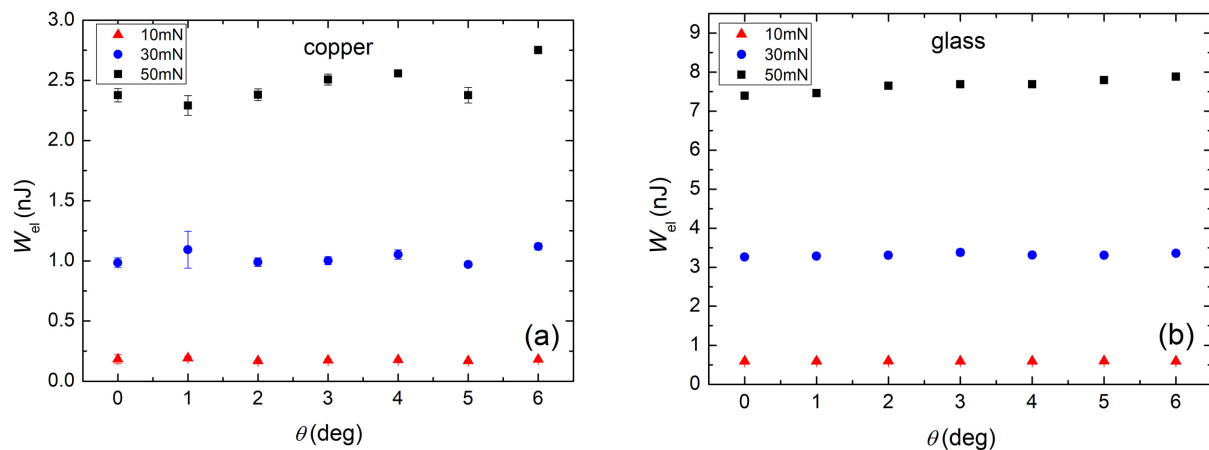 10mN
30mN
50mN
copper
3.0
2.5
2.0
1.5
1.0
0.5
0.0
W_el (nJ)
(a)
0 1 2 3 4 5 6
θ (deg)
10mN
30mN
50mN
glass
9
8
7
6
5
4
3
2
1
0
W_el (nJ)
(b)
0 1 2 3 4 5 6
θ (deg)